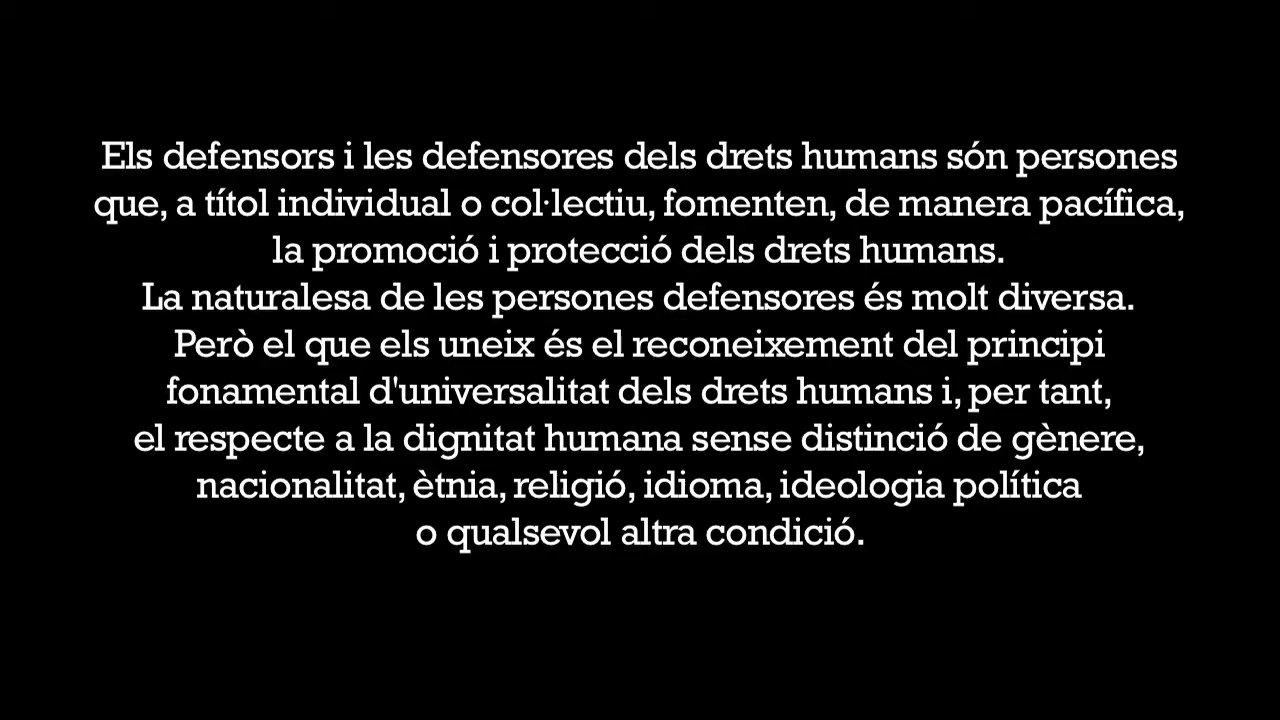 Els defensors i les defensores dels drets humans són persones
que, a títol individual o col·lectiu, fomenten, de manera pacífica,
la promoció i protecció dels drets humans.
La naturalesa de les persones defensores és molt diversa.
Però el que els uneix és el reconeixement del principi
fonamental d'universalitat dels drets humans i, per tant,
el respecte a la dignitat humana sense distinció de gènere,
nacionalitat, ètnia, religió, idioma, ideologia política
o qualsevol altra condició.